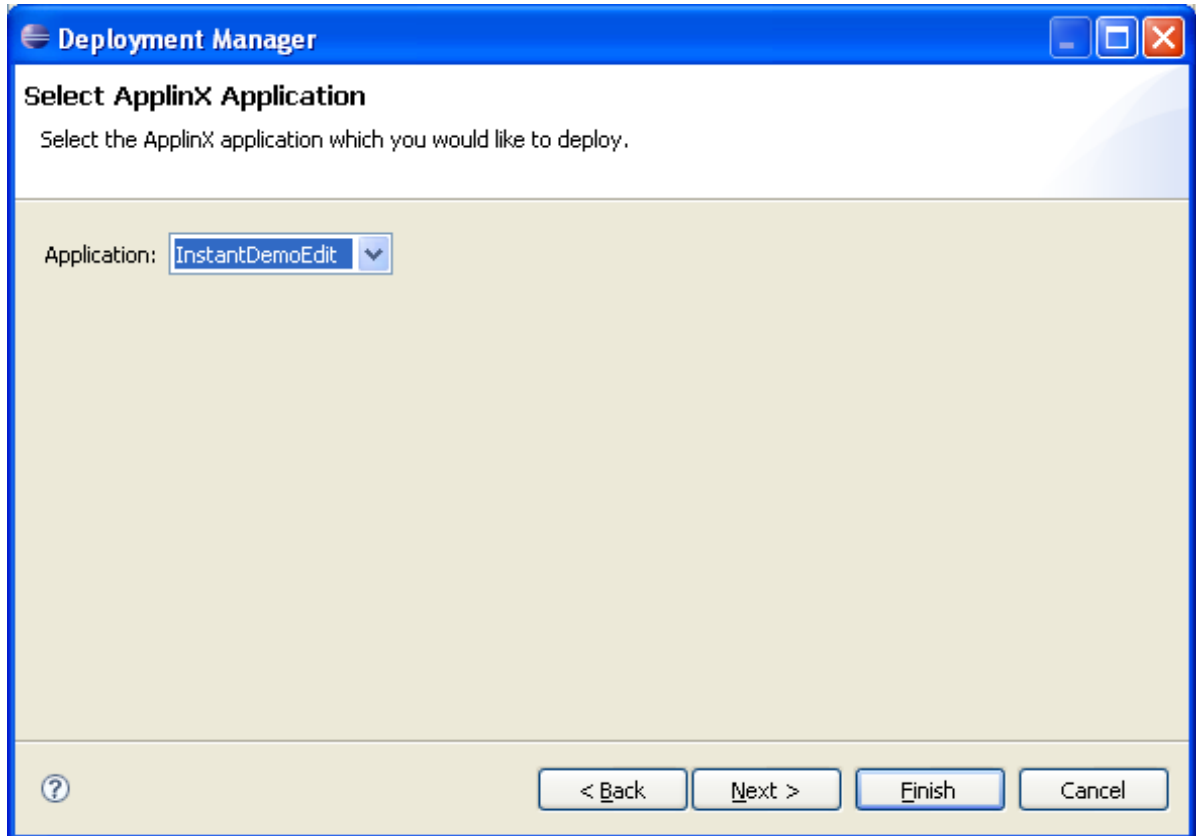 Deployment Manager
Select ApplinX Application
Select the ApplinX application which you would like to deploy.
Application: InstantDemoEdit
? < Back Next > Finish Cancel